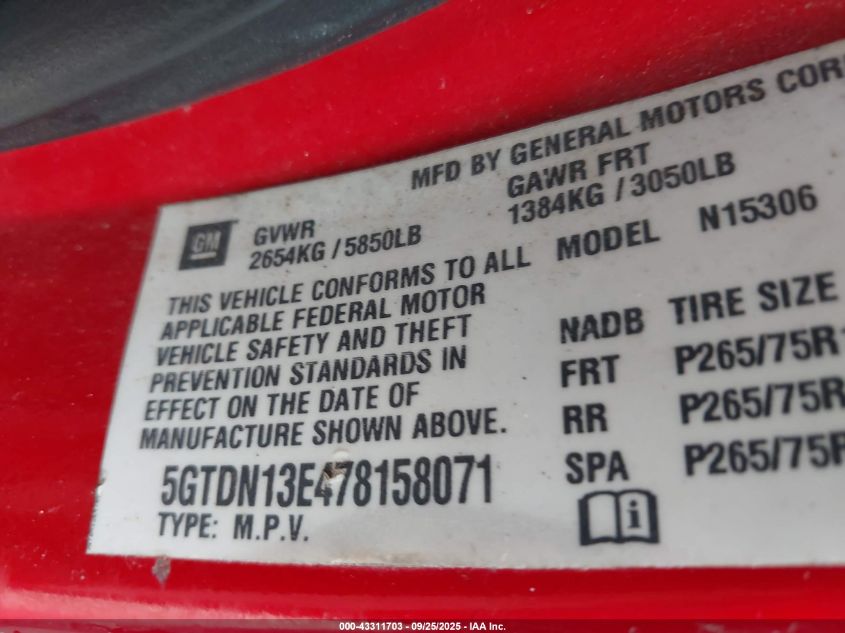 MFD BY GENERAL MOTORS COR
GM
GVWR
2654KG / 5850LB
GAWR FRT
1384KG / 3050LB
THIS VEHICLE CONFORMS TO ALL
APPLICABLE FEDERAL MOTOR
VEHICLE SAFETY AND THEFT
PREVENTION STANDARDS IN
EFFECT ON THE DATE OF
MANUFACTURE SHOWN ABOVE.
5GTDN13E478158071
TYPE: M.P.V.
MODEL N15306
NADB TIRE SIZE
FRT P265/75R1
RR P265/75R
SPA P265/75R
i
000-43311703 - 09/25/2025 - IAA Inc.